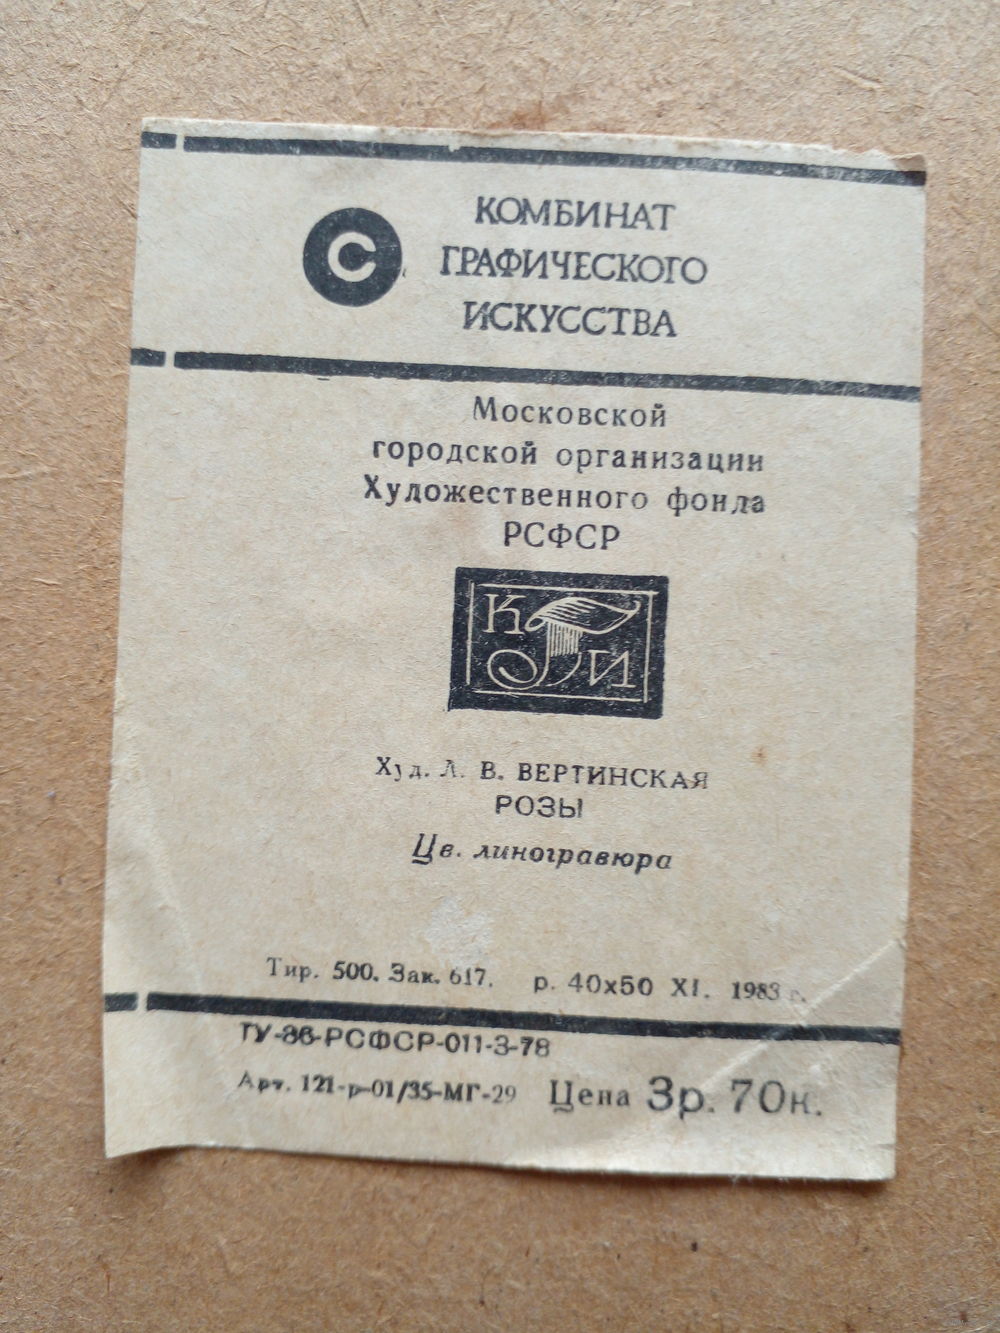 С
КОМБИНАТ
ГРАФИЧЕСКОГО
ИСКУССТВА
Московской
городской организации
Художественного фонда
РСФСР
К Г И
Худ. Л. В. ВЕРТИНСКАЯ
РОЗЫ
Цв. линогравюра
Тир. 500. Зак. 617. р. 40х50 XI. 1983 г.
ТУ-36-РСФСР-011-3-78
Арт. 121-р-01/35-МГ-29 Цена 3р. 70к.